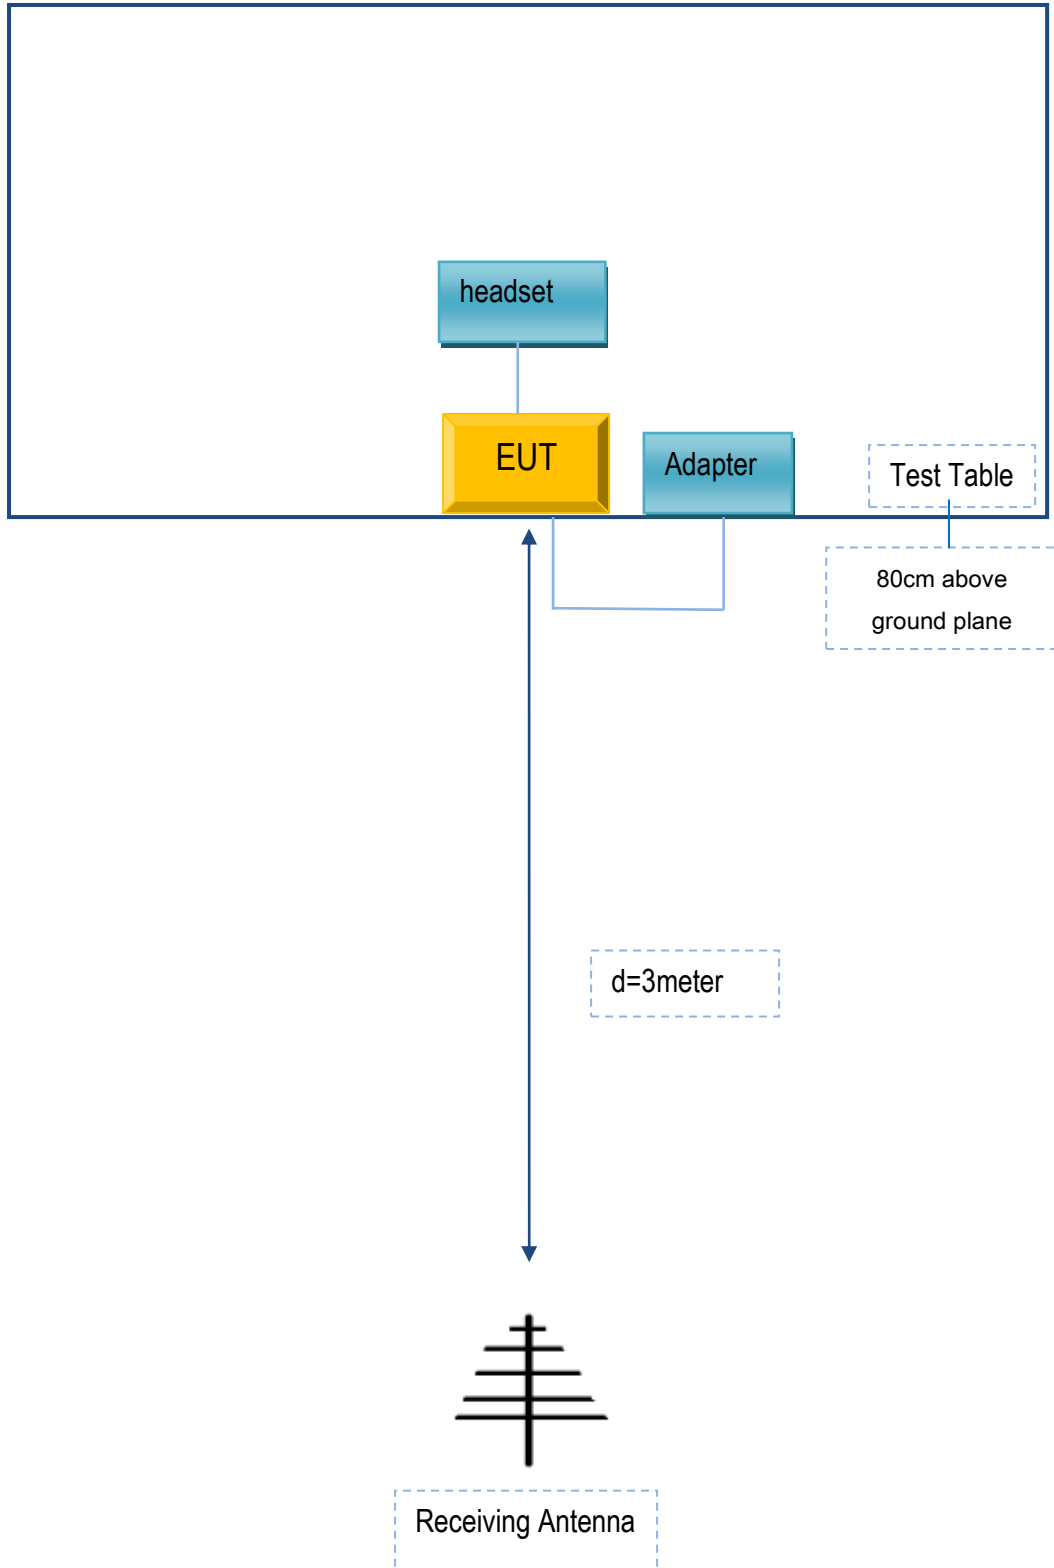 headset
EUT
Adapter
Test Table
80cm above
ground plane
d=3meter
Receiving Antenna